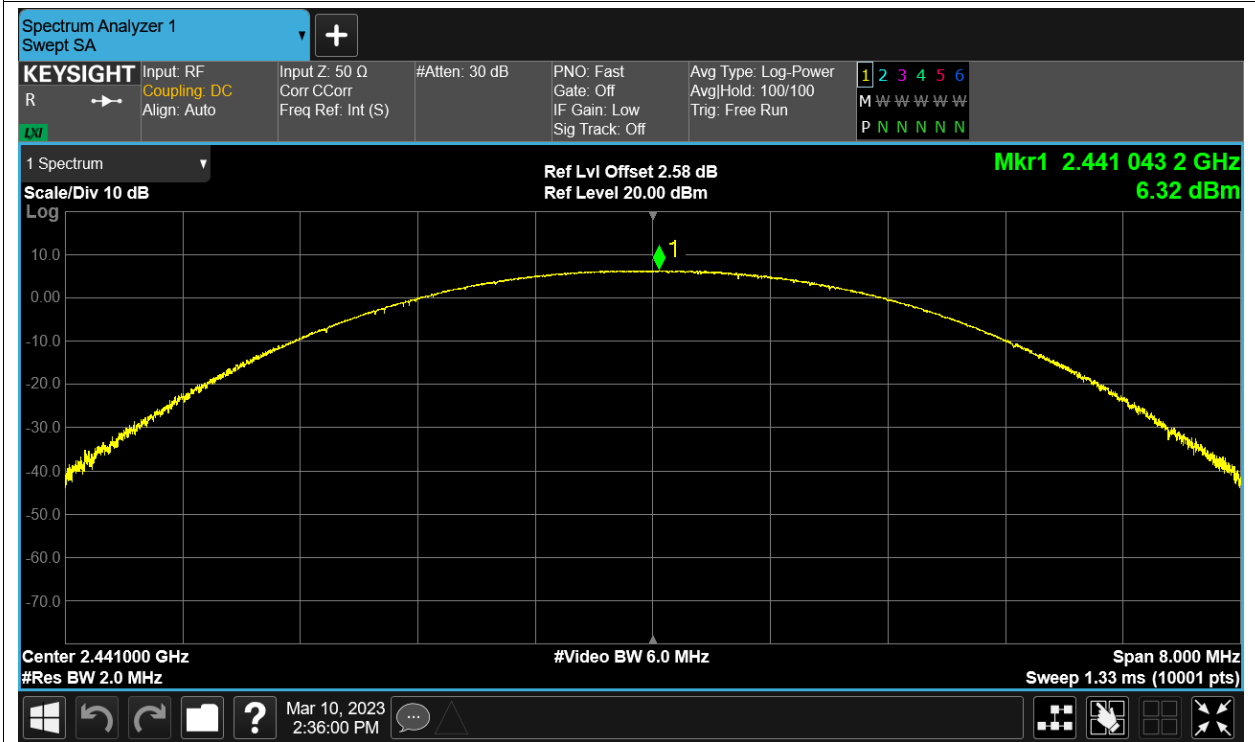 Spectrum Analyzer 1
Swept SA
+
KEYSIGHT
R
LXI
Input: RF
Coupling: DC
Align: Auto
Input Z: 50 Ω
Corr CCorr
Freq Ref: Int (S)
#Atten: 30 dB
PNO: Fast
Gate: Off
IF Gain: Low
Sig Track: Off
Avg Type: Log-Power
Avg|Hold: 100/100
Trig: Free Run
1 2 3 4 5 6
M W W W W W
P N N N N N
1 Spectrum
Scale/Div 10 dB
Log
Ref Lvl Offset 2.58 dB
Ref Level 20.00 dBm
Mkr1 2.441 043 2 GHz
6.32 dBm
1
10.0
0.00
-10.0
-20.0
-30.0
-40.0
-50.0
-60.0
-70.0
Center 2.441000 GHz
#Res BW 2.0 MHz
#Video BW 6.0 MHz
Span 8.000 MHz
Sweep 1.33 ms (10001 pts)
?
Mar 10, 2023
2:36:00 PM